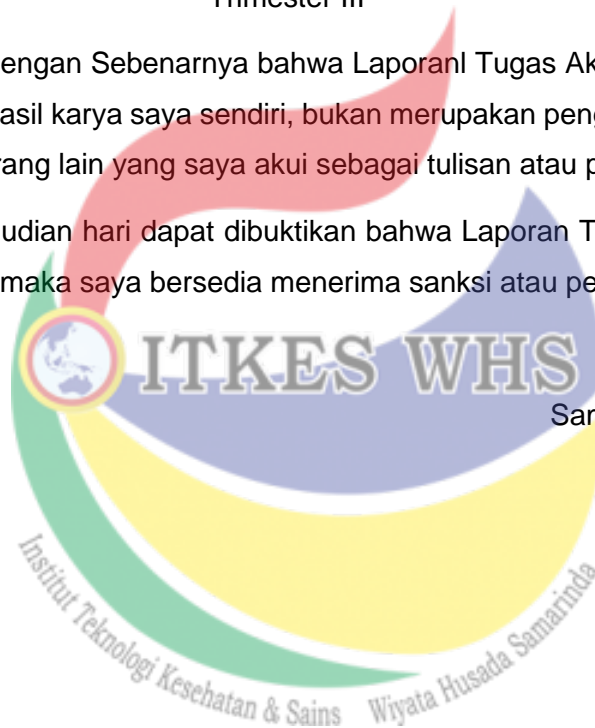 Trimester III
engan Sebenarnya bahwa Laporanl Tugas Ak
asil karya saya sendiri, bukan merupakan peng
rang lain yang saya akui sebagai tulisan atau p
udian hari dapat dibuktikan bahwa Laporan T
maka saya bersedia menerima sanksi atau pe
ITKES WHS
Sar
Institut Teknologi Kesehatan & Sains Wiyata Husada Samarinda